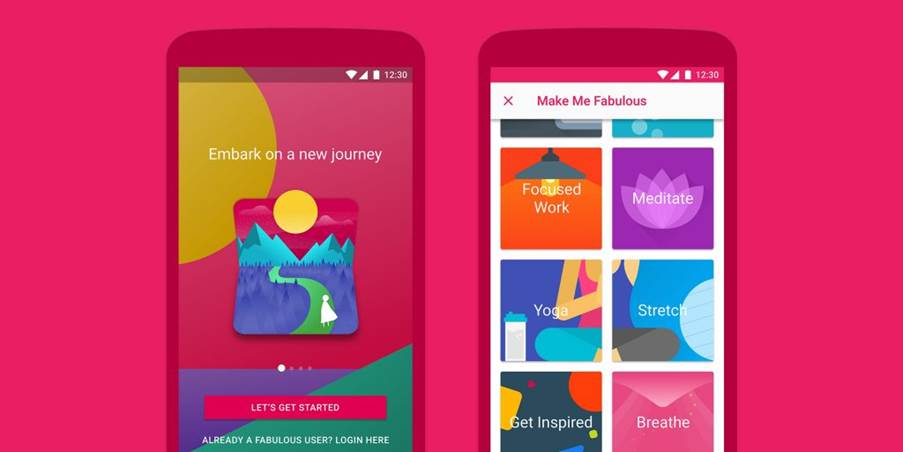 12:30
Embark on a new journey
LET'S GET STARTED
ALREADY A FABULOUS USER? LOGIN HERE
12:30
Make Me Fabulous
Focused
Work
Meditate
Yoga
Stretch
Get Inspired
Breathe